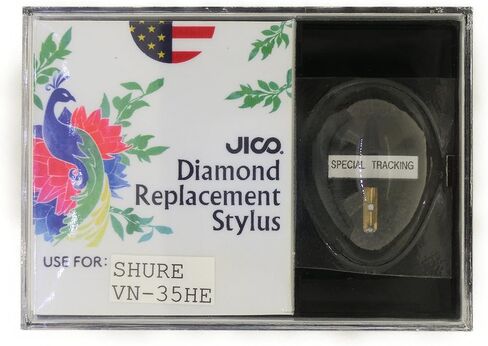 JICO.
Diamond
Replacement
Stylus
USE FOR:
SHURE
VN-35HE
SPECIAL TRACKING